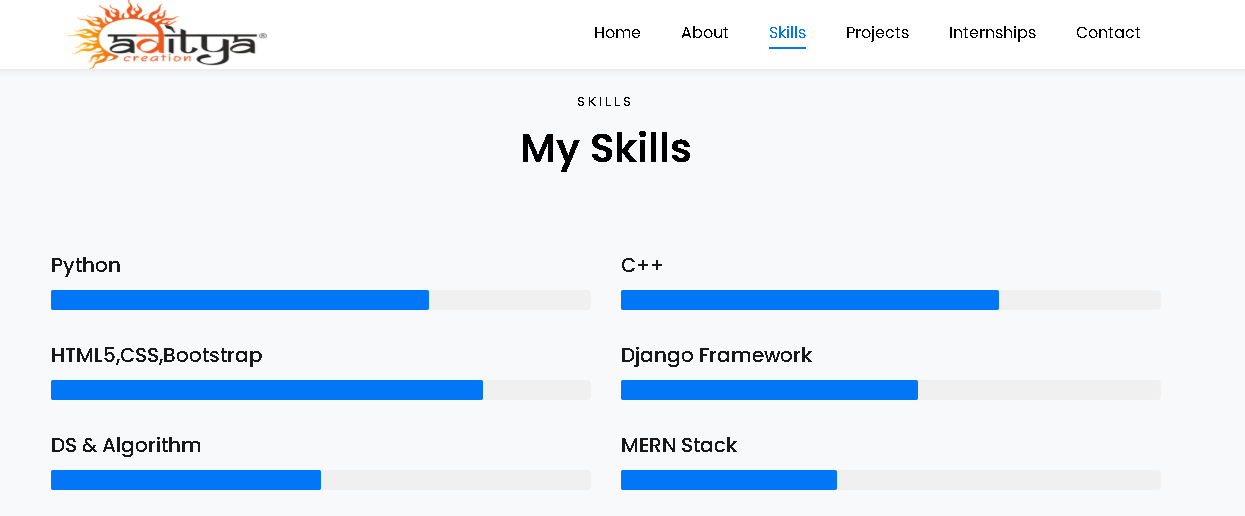 aditya®
creation
Home About Skills Projects Internships Contact
SKILLS
My Skills
Python C++
HTML5,CSS,Bootstrap Django Framework
DS & Algorithm MERN Stack